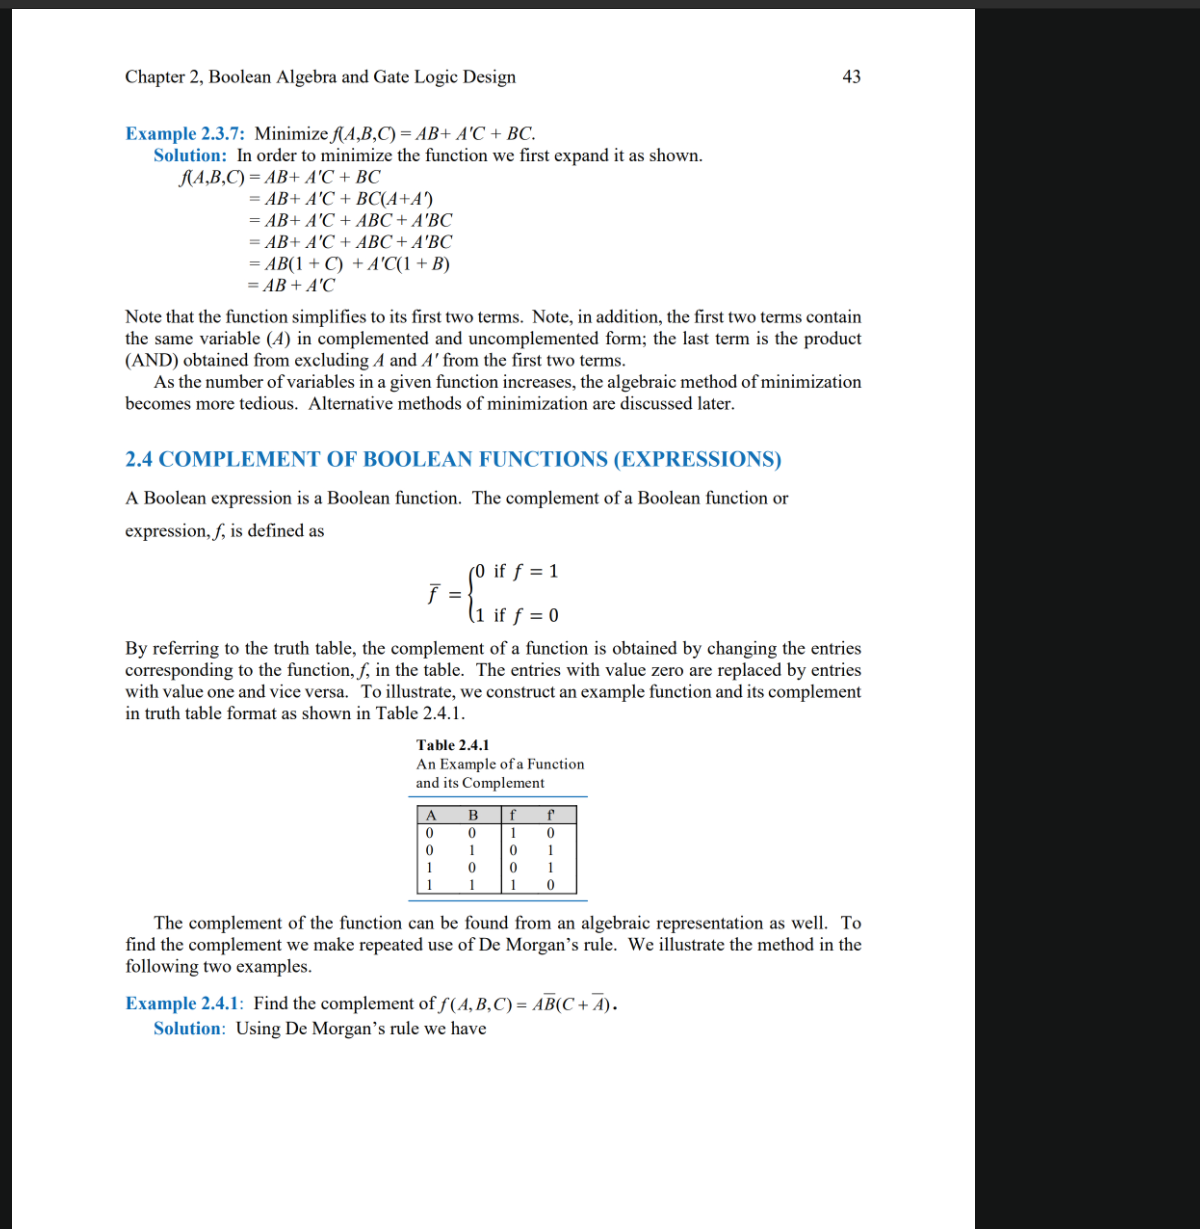 Chapter 2, Boolean Algebra and Gate Logic Design 43
Example 2.3.7: Minimize f(A,B,C) = AB+ A'C + BC.
Solution: In order to minimize the function we first expand it as shown.
f(A,B,C) = AB+ A'C + BC
= AB+ A'C + BC(A+A')
= AB+ A'C + ABC + A'BC
= AB+ A'C + ABC + A'BC
= AB(1 + C) + A'C(1 + B)
= AB + A'C
Note that the function simplifies to its first two terms. Note, in addition, the first two terms contain
the same variable (A) in complemented and uncomplemented form; the last term is the product
(AND) obtained from excluding A and A' from the first two terms.
As the number of variables in a given function increases, the algebraic method of minimization
becomes more tedious. Alternative methods of minimization are discussed later.
2.4 COMPLEMENT OF BOOLEAN FUNCTIONS (EXPRESSIONS)
A Boolean expression is a Boolean function. The complement of a Boolean function or
expression, f, is defined as
0 if f = 1
f̅ = {
1 if f = 0
By referring to the truth table, the complement of a function is obtained by changing the entries
corresponding to the function, f, in the table. The entries with value zero are replaced by entries
with value one and vice versa. To illustrate, we construct an example function and its complement
in truth table format as shown in Table 2.4.1.
Table 2.4.1
An Example of a Function
and its Complement
A B f f'
0 0 1 0
0 1 0 1
1 0 0 1
1 1 1 0
The complement of the function can be found from an algebraic representation as well. To
find the complement we make repeated use of De Morgan’s rule. We illustrate the method in the
following two examples.
Example 2.4.1: Find the complement of f(A,B,C) = AB̅(C + A̅).
Solution: Using De Morgan’s rule we have